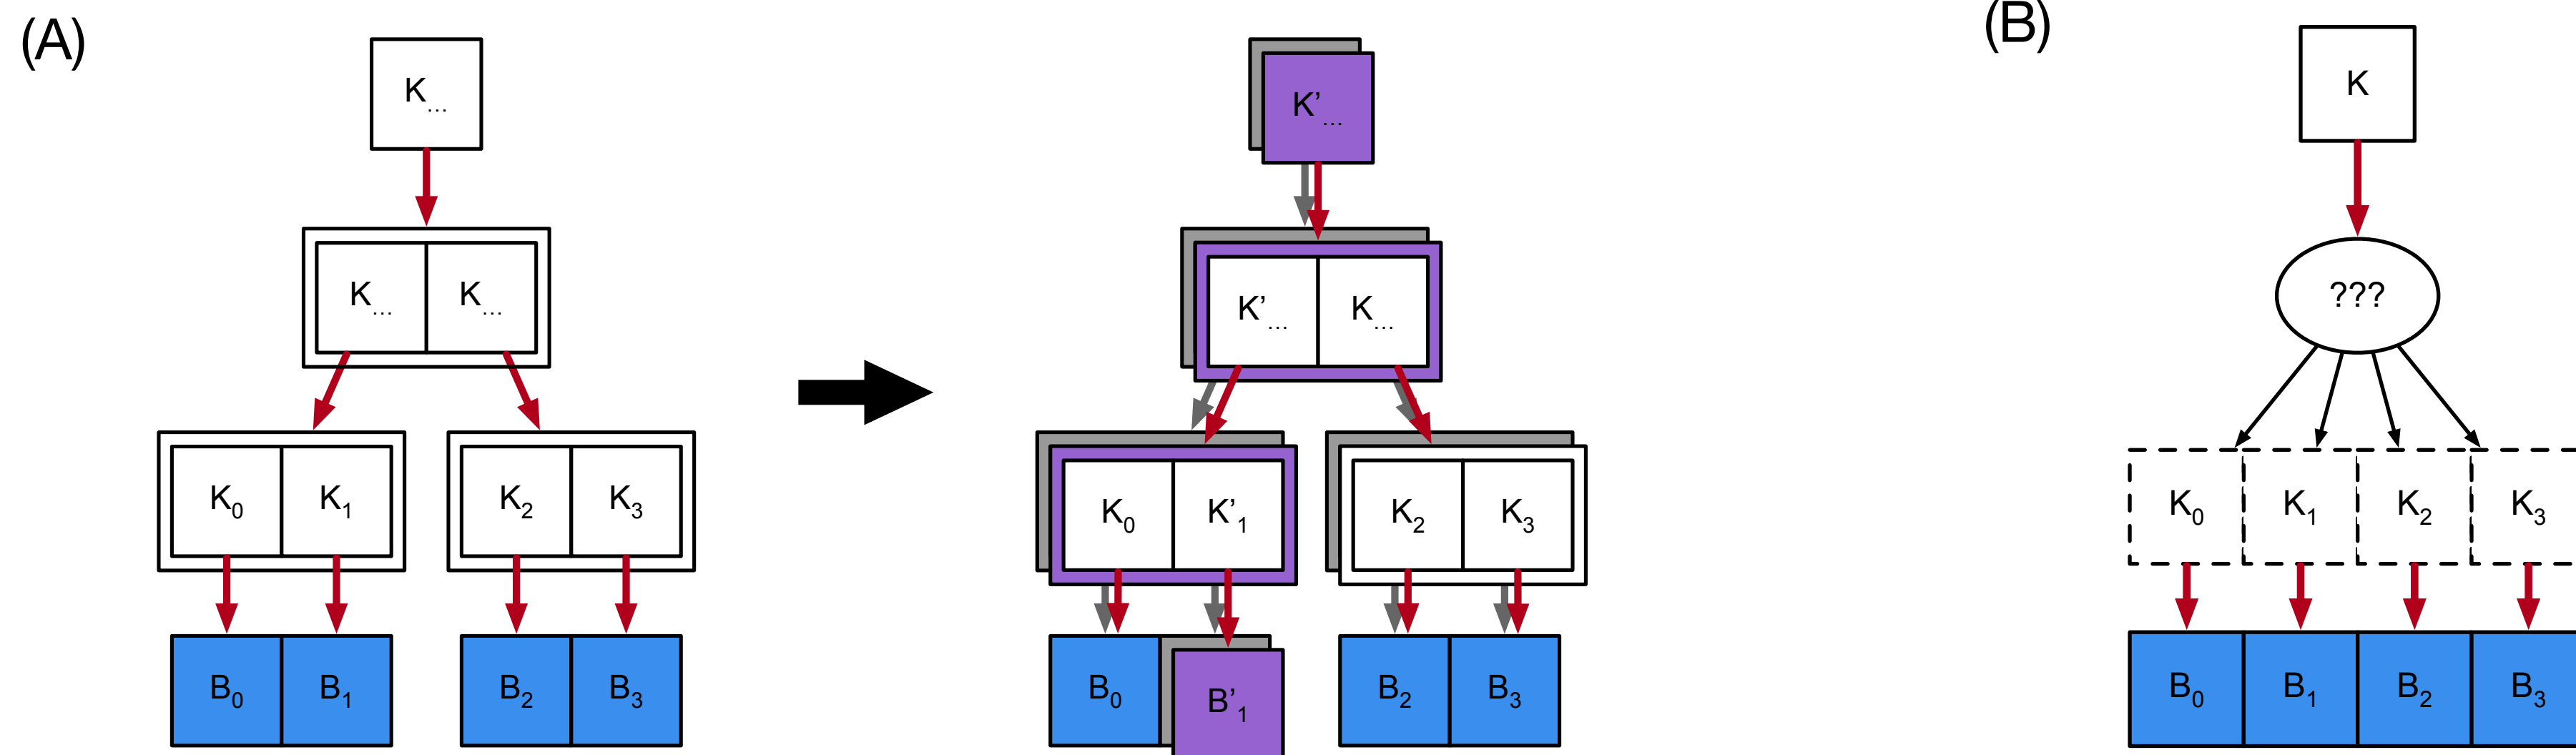 (A)
K...
K... K...
K₀ K₁ K₂ K₃
B₀ B₁ B₂ B₃
K’...
K’... K...
K₀ K’₁ K₂ K₃
B₀ B’₁ B₂ B₃
(B)
K
???
K₀ K₁ K₂ K₃
B₀ B₁ B₂ B₃